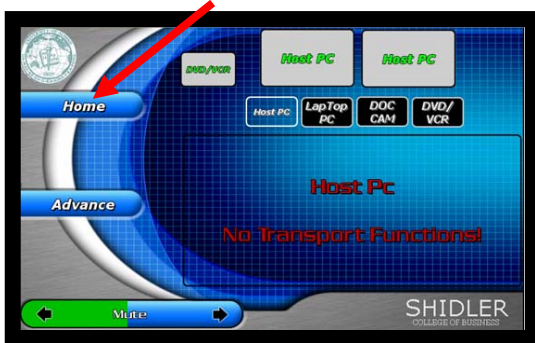 DVD/VCR
Host PC
Host PC
Home
Host PC
LapTop
PC
DOC
CAM
DVD/
VCR
Host Pc
Advance
No Transport Functions!
Mute
SHIDLER
COLLEGE OF BUSINESS